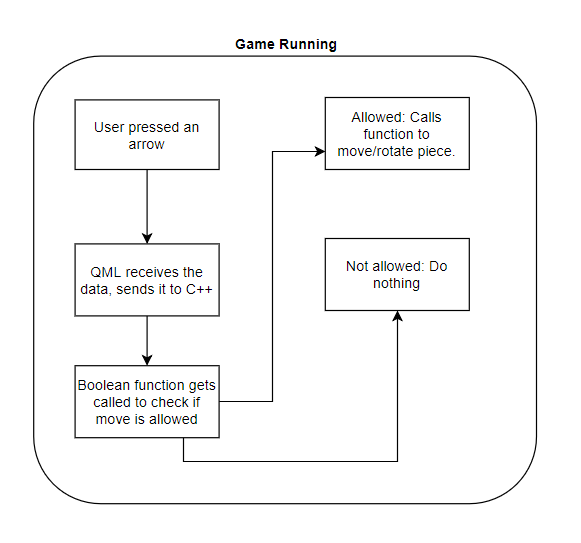 Game Running
User pressed an
arrow
QML receives the
data, sends it to C++
Boolean function gets
called to check if
move is allowed
Allowed: Calls
function to
move/rotate piece.
Not allowed: Do
nothing